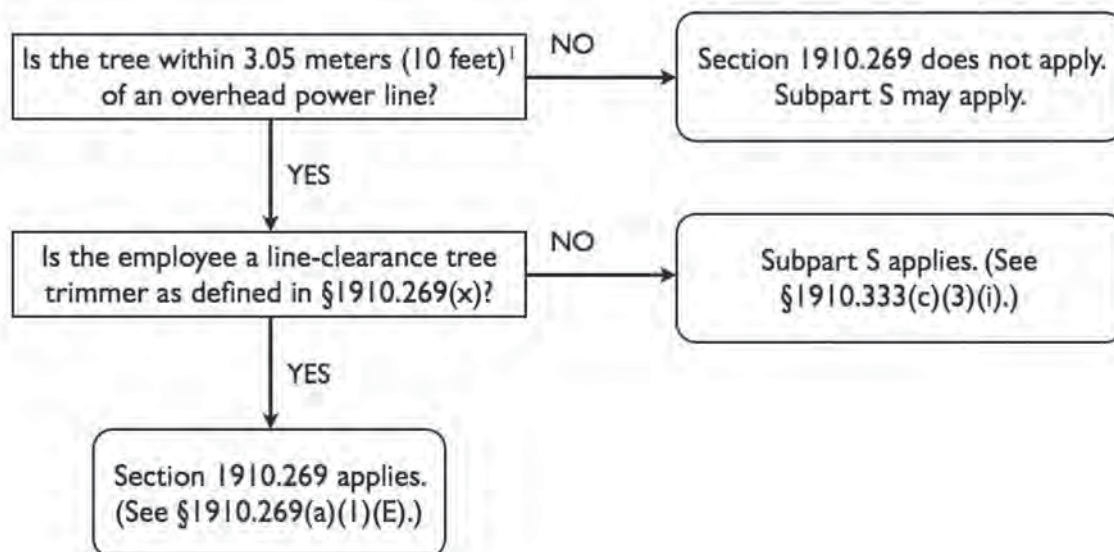 Is the tree within 3.05 meters (10 feet)¹
of an overhead power line?
NO
Section 1910.269 does not apply.
Subpart S may apply.
YES
Is the employee a line-clearance tree
trimmer as defined in §1910.269(x)?
NO
Subpart S applies. (See
§1910.333(c)(3)(i).)
YES
Section 1910.269 applies.
(See §1910.269(a)(1)(E).)